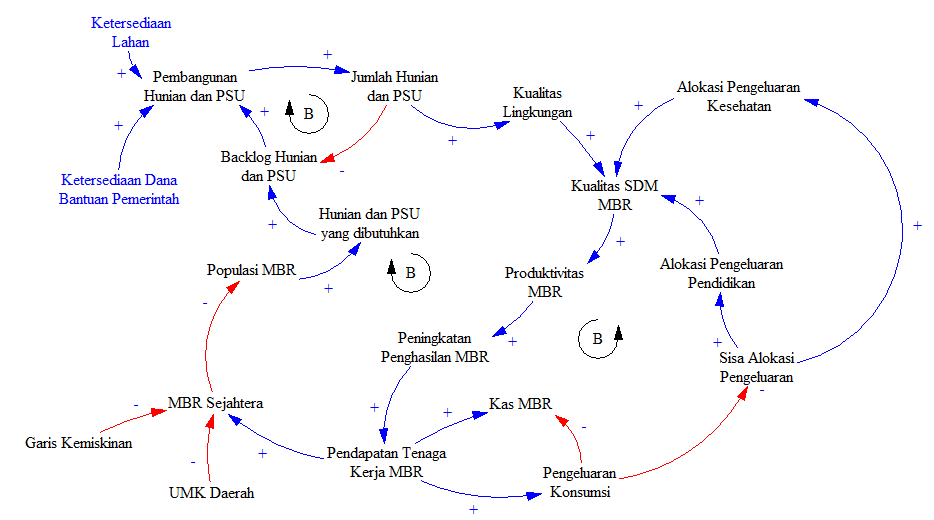 Ketersediaan
Lahan
+
Pembangunan
Hunian dan PSU
+
Jumlah Hunian
dan PSU
+
Ketersediaan Dana
Bantuan Pemerintah
+
Backlog Hunian
dan PSU
-
B
+
Kualitas
Lingkungan
+
Alokasi Pengeluaran
Kesehatan
+
Kualitas SDM
MBR
+
Hunian dan PSU
yang dibutuhkan
+
B
Populasi MBR
+
-
Produktivitas
MBR
+
Alokasi Pengeluaran
Pendidikan
+
+
Peningkatan
Penghasilan MBR
+
B
Sisa Alokasi
Pengeluaran
+
-
MBR Sejahtera
-
Garis Kemiskinan
-
UMK Daerah
+
Kas MBR
+
-
Pendapatan Tenaga
Kerja MBR
+
Pengeluaran
Konsumsi